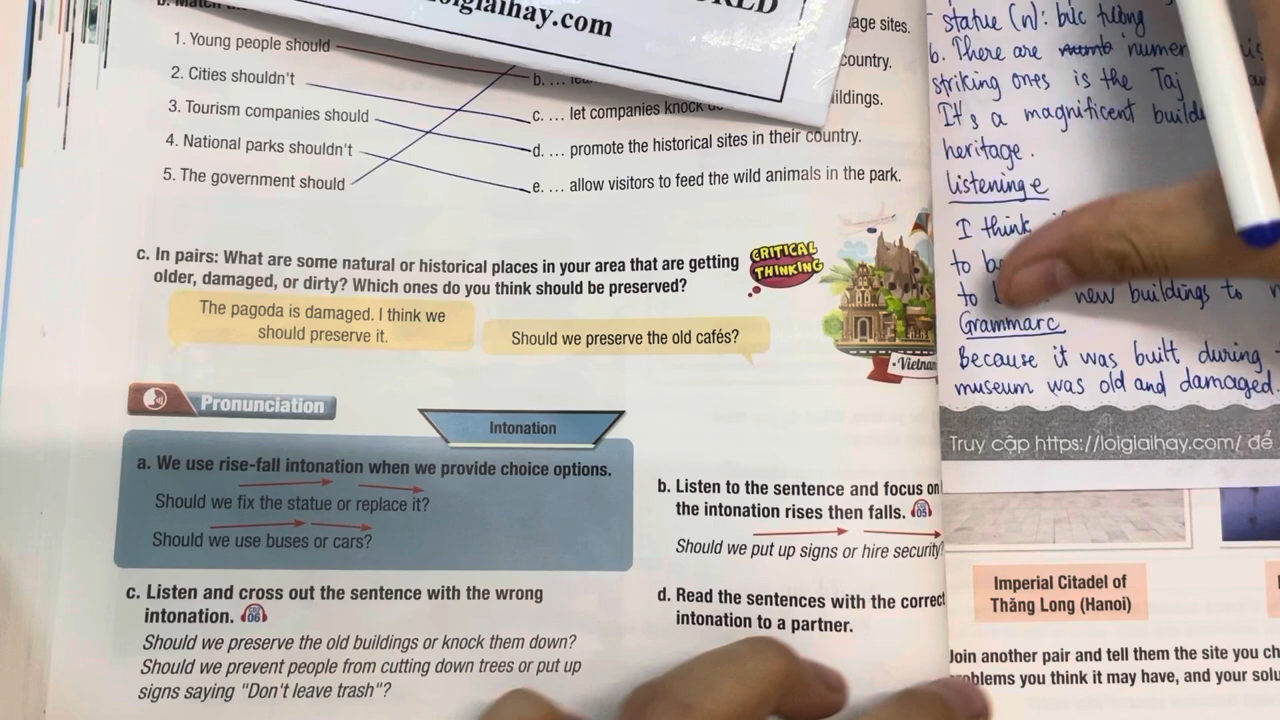 loigiaihay.com
1. Young people should
2. Cities shouldn't
3. Tourism companies should
4. National parks shouldn't
5. The government should
b. ...
c. ... let companies knock
d. ... promote the historical sites in their country.
e. ... allow visitors to feed the wild animals in the park.
sites.
country.
c. In pairs: What are some natural or historical places in your area that are getting
older, damaged, or dirty? Which ones do you think should be preserved?
CRITICAL
THINKING
The pagoda is damaged. I think we
should preserve it.
Should we preserve the old cafés?
Pronunciation
Intonation
a. We use rise-fall intonation when we provide choice options.
Should we fix the statue or replace it?
Should we use buses or cars?
b. Listen to the sentence and focus on
the intonation rises then falls. 05
Should we put up signs or hire security?
c. Listen and cross out the sentence with the wrong
intonation. 06
Should we preserve the old buildings or knock them down?
Should we prevent people from cutting down trees or put up
signs saying "Don't leave trash"?
d. Read the sentences with the correct
intonation to a partner.
- statue (n): bức tượng
b. There are numer
striking ones is the Taj
It's a magnificent
heritage.
listening e
I think
to
to new buildings to
Grammar c
Because it was built during
museum was old and damaged.
Truy cập https://loigiaihay.com/ để
Imperial Citadel of
Thăng Long (Hanoi)
Join another pair and tell them the site you
you think it may have, and your